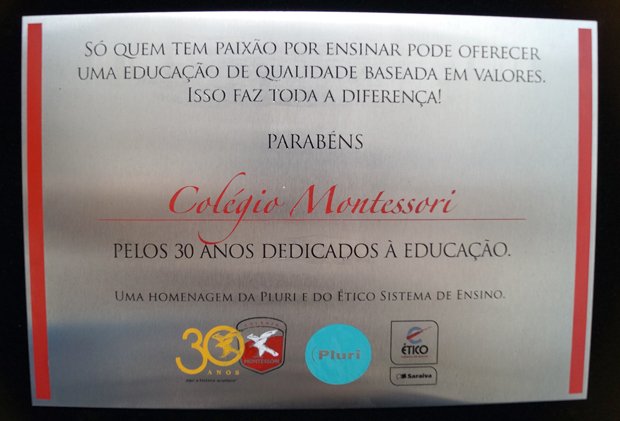 SÓ QUEM TEM PAIXÃO POR ENSINAR PODE OFERECER
UMA EDUCAÇÃO DE QUALIDADE BASEADA EM VALORES.
ISSO FAZ TODA A DIFERENÇA!
PARABÉNS
Colégio Montessori
PELOS 30 ANOS DEDICADOS À EDUCAÇÃO.
UMA HOMENAGEM DA PLURI E DO ÉTICO SISTEMA DE ENSINO.
30
ANOS
COLÉGIO
MONTESSORI
Pluri
ÉTICO
Saraiva